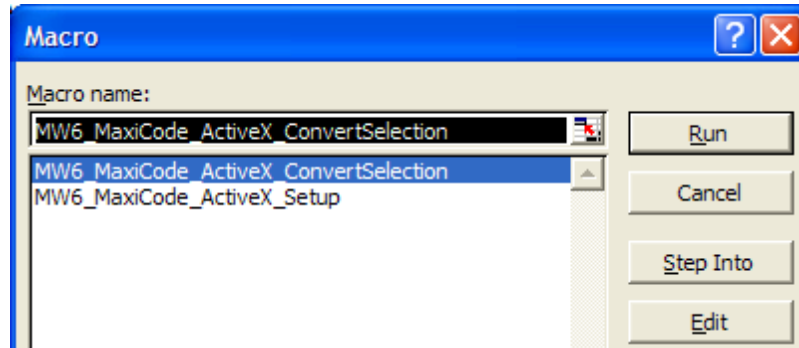 Macro
Macro name:
MW6_MaxiCode_ActiveX_ConvertSelection
Run
MW6_MaxiCode_ActiveX_ConvertSelection
MW6_MaxiCode_ActiveX_Setup
Cancel
Step Into
Edit